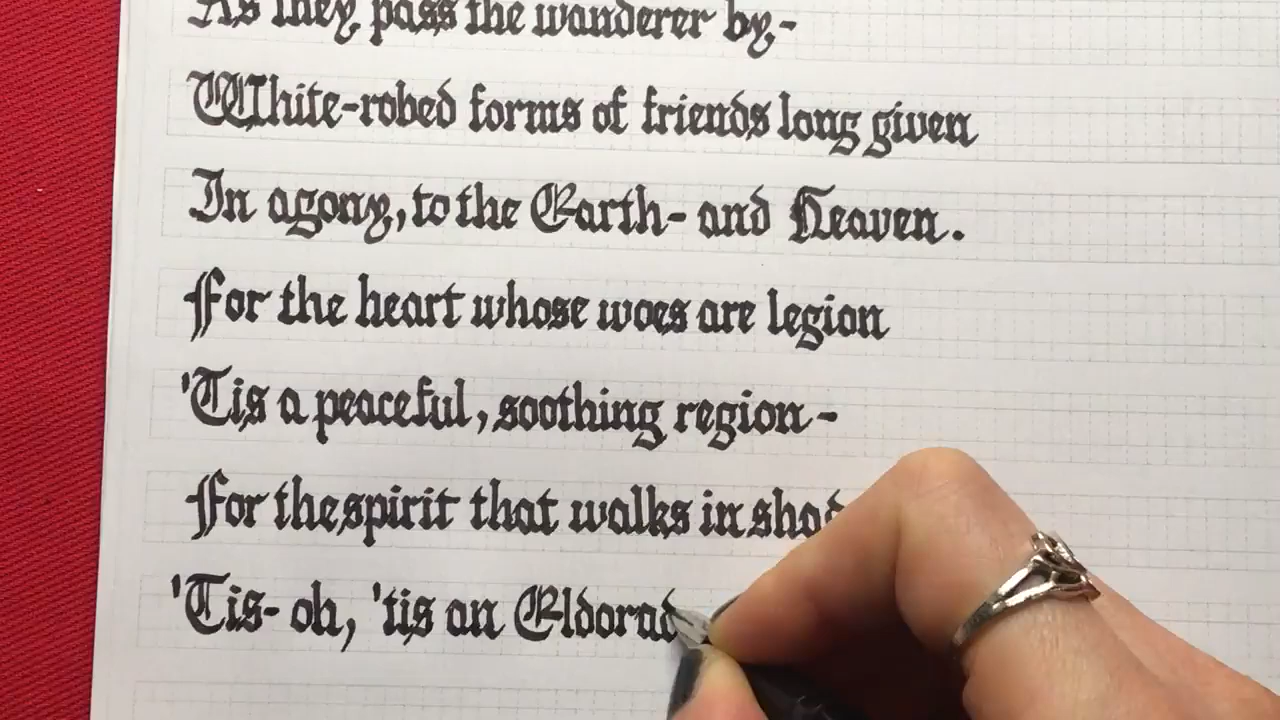 As they pass the wanderer by,-
White-robed forms of friends long given
In agony, to the Earth- and Heaven.
For the heart whose woes are legion
'Tis a peaceful, soothing region-
For the spirit that walks in shad
'Tis- oh, 'tis an Eldorad